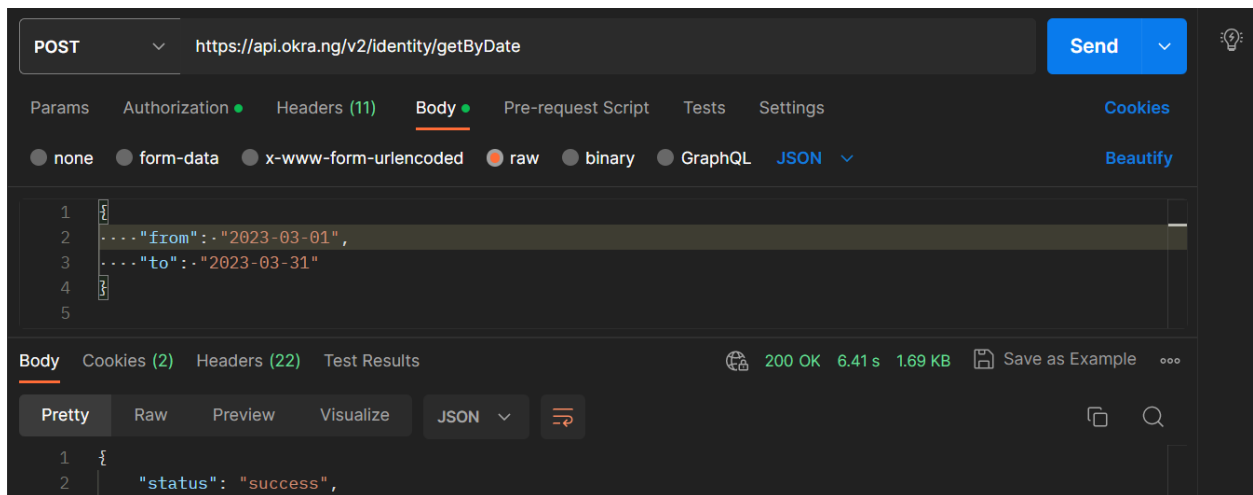 POST https://api.okra.ng/v2/identity/getByDate Send
Params Authorization Headers (11) Body Pre-request Script Tests Settings Cookies
none form-data x-www-form-urlencoded raw binary GraphQL JSON Beautify
1 {
2 ····"from":·"2023-03-01",
3 ····"to":·"2023-03-31"
4 }
5
Body Cookies (2) Headers (22) Test Results 200 OK 6.41 s 1.69 KB Save as Example
Pretty Raw Preview Visualize JSON
1 {
2 "status": "success",